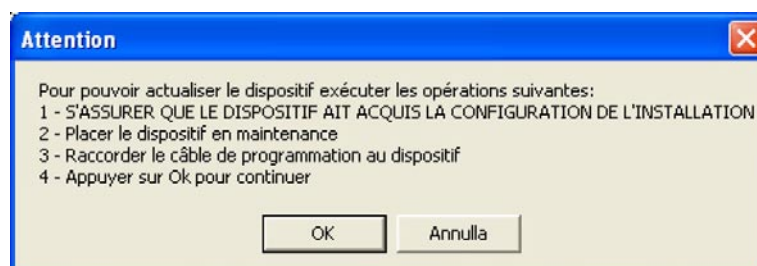 Attention
Pour pouvoir actualiser le dispositif exécuter les opérations suivantes:
1 - S'ASSURER QUE LE DISPOSITIF AIT ACQUIS LA CONFIGURATION DE L'INSTALLATION
2 - Placer le dispositif en maintenance
3 - Raccorder le câble de programmation au dispositif
4 - Appuyer sur Ok pour continuer
OK Annulla